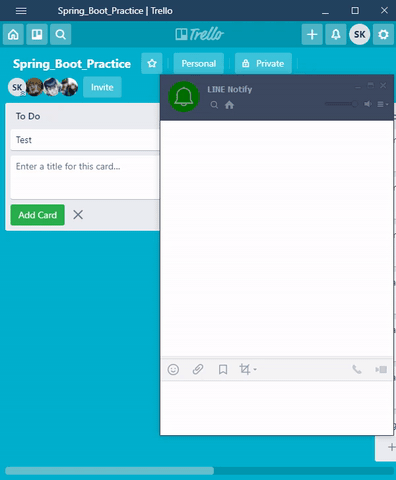 Spring_Boot_Practice | Trello
Trello
SK
Spring_Boot_Practice
Personal
Private
SK
Invite
LINE Notify
To Do
Test
Enter a title for this card...
Add Card